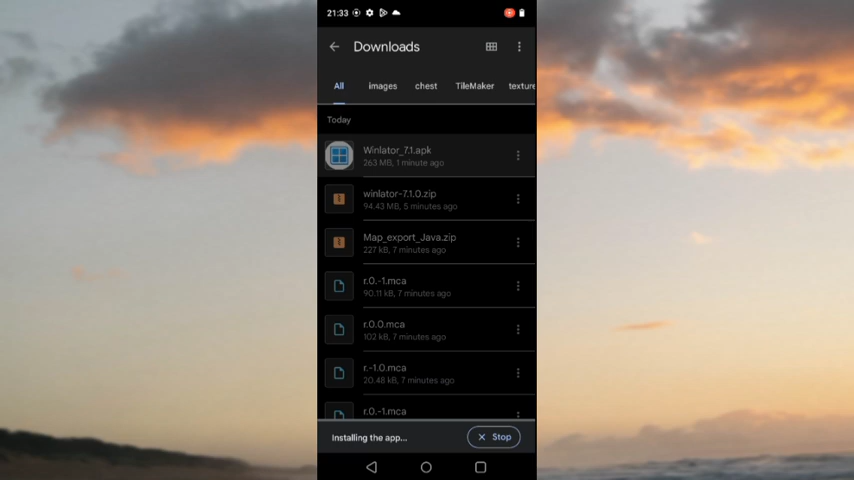 21:33
Downloads
All images chest TileMaker texture
Today
Winlator_7.1.apk
263 MB, 1 minute ago
winlator-7.1.0.zip
94.43 MB, 5 minutes ago
Map_export_Java.zip
227 kB, 7 minutes ago
r.0.-1.mca
90.11 kB, 7 minutes ago
r.0.0.mca
102 kB, 7 minutes ago
r.-1.0.mca
20.48 kB, 7 minutes ago
r.0.-1.mca
Installing the app...
Stop